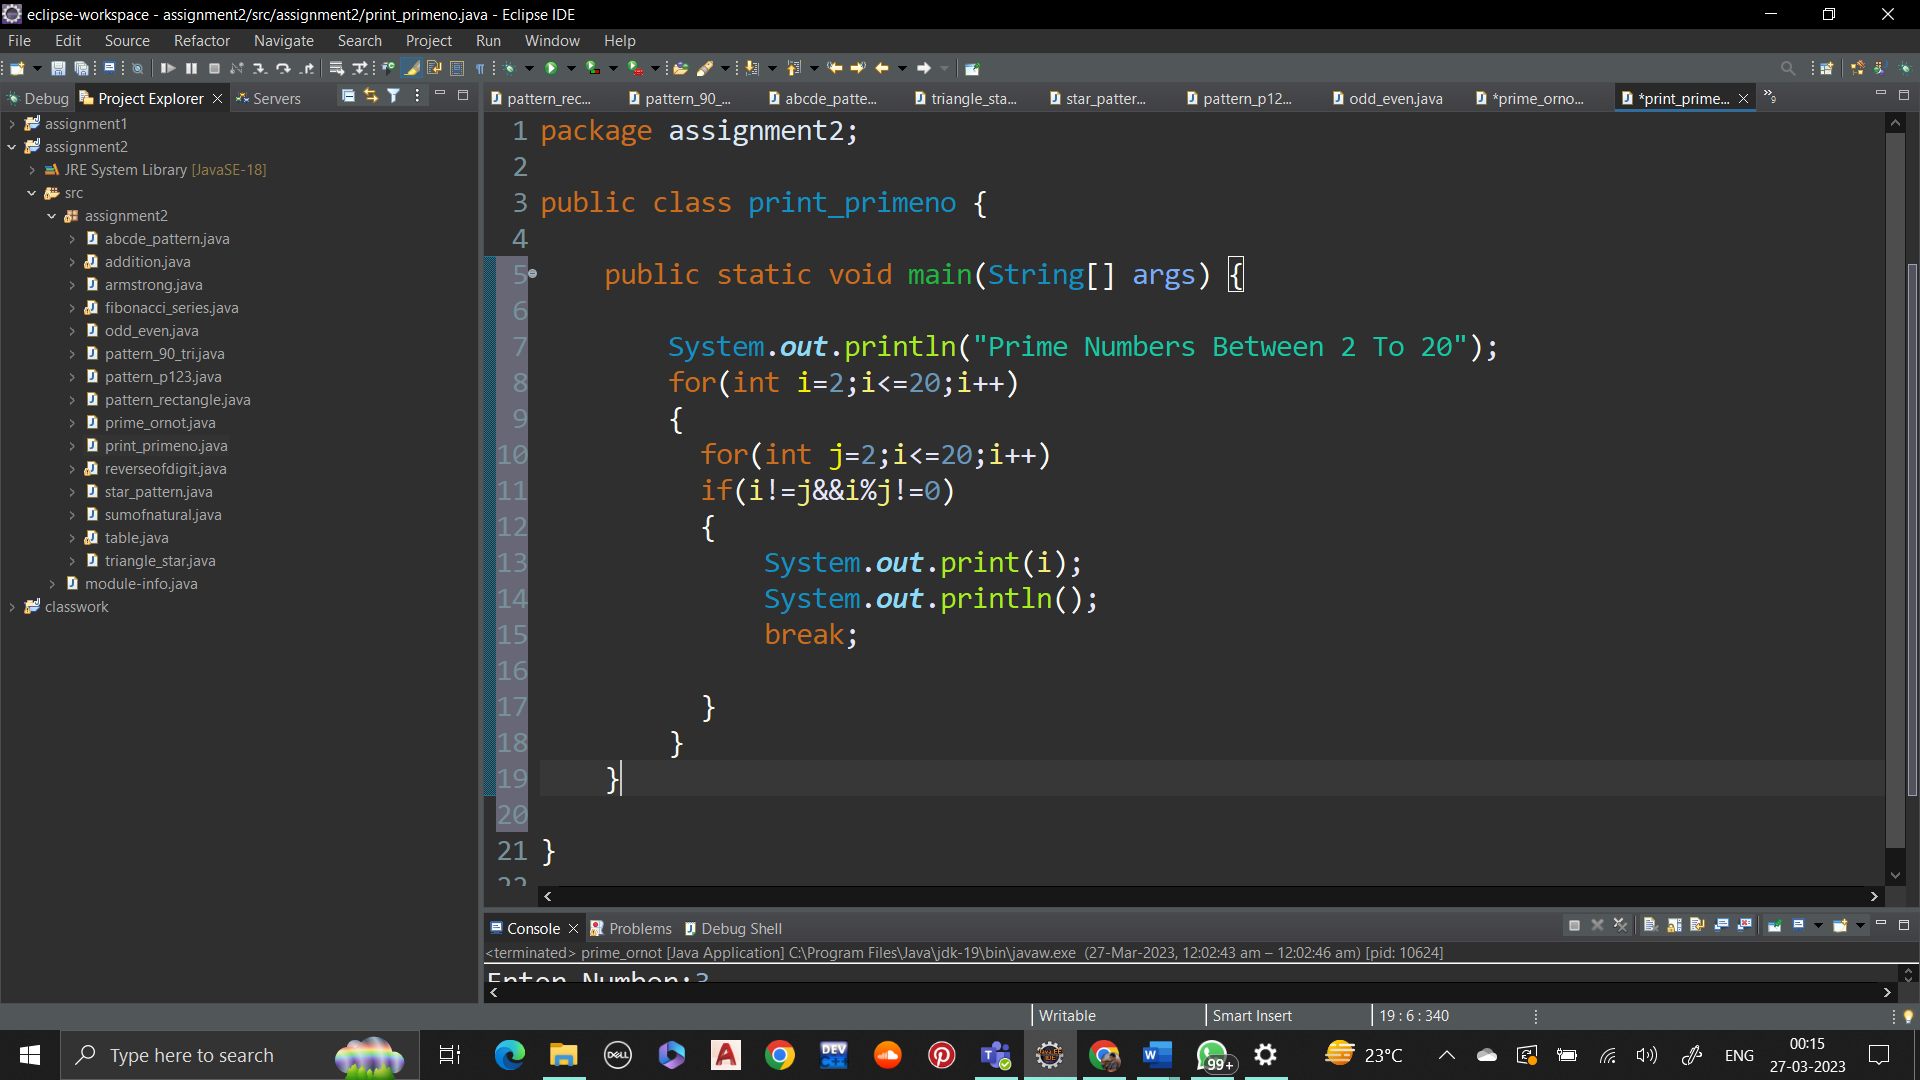 eclipse-workspace - assignment2/src/assignment2/print_primeno.java - Eclipse IDE
File Edit Source Refactor Navigate Search Project Run Window Help
Debug Project Explorer Servers
pattern_rec... pattern_90_... abcde_patte... triangle_sta... star_patter... pattern_p12... odd_even.java *prime_orno... *print_prime... 9
assignment1
assignment2
JRE System Library [JavaSE-18]
src
assignment2
abcde_pattern.java
addition.java
armstrong.java
fibonacci_series.java
odd_even.java
pattern_90_tri.java
pattern_p123.java
pattern_rectangle.java
prime_ornot.java
print_primeno.java
reverseofdigit.java
star_pattern.java
sumofnatural.java
table.java
triangle_star.java
module-info.java
classwork
1 package assignment2;
2
3 public class print_primeno {
4
5 public static void main(String[] args) {
6
7 System.out.println("Prime Numbers Between 2 To 20");
8 for(int i=2;i<=20;i++)
9 {
10 for(int j=2;i<=20;i++)
11 if(i!=j&&i%j!=0)
12 {
13 System.out.print(i);
14 System.out.println();
15 break;
16
17 }
18 }
19 }
20
21 }
22
Console Problems Debug Shell
<terminated> prime_ornot [Java Application] C:\Program Files\Java\jdk-19\bin\javaw.exe (27-Mar-2023, 12:02:43 am – 12:02:46 am) [pid: 10624]
Enter Number:3
Writable Smart Insert 19 : 6 : 340
Type here to search
DELL
DEV
99+
23°C
ENG
00:15
27-03-2023